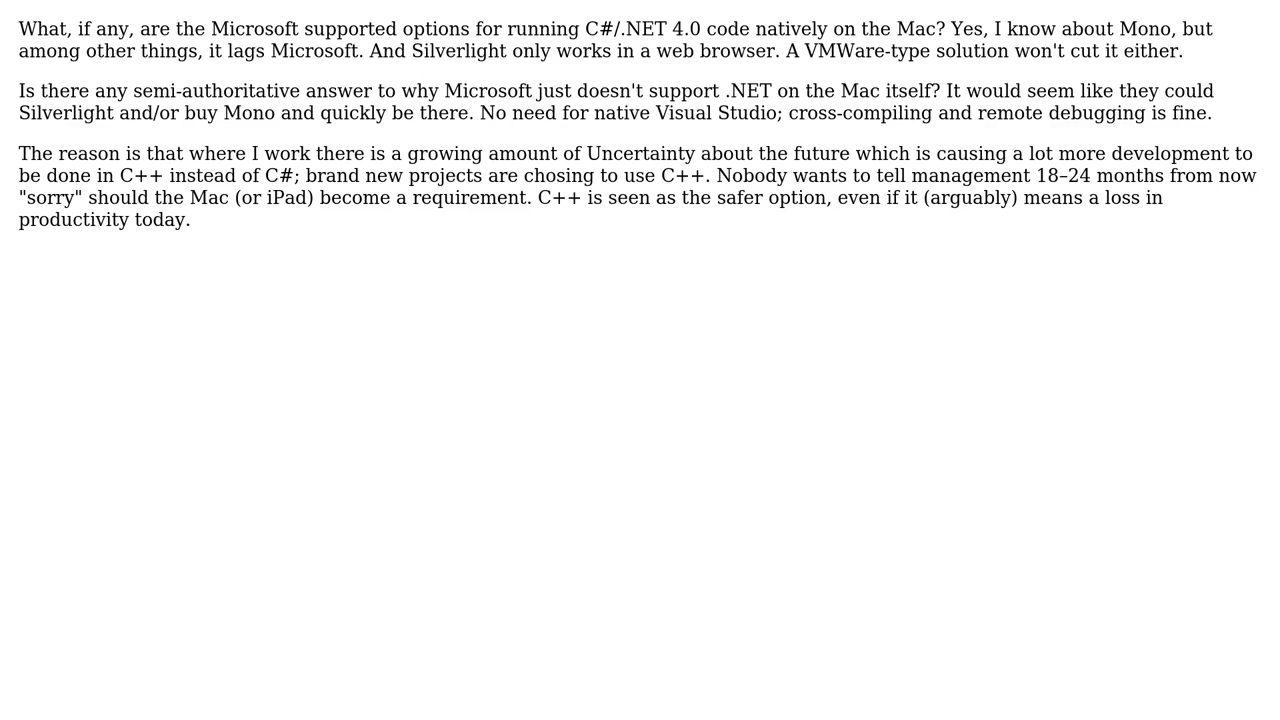 What, if any, are the Microsoft supported options for running C#/.NET 4.0 code natively on the Mac? Yes, I know about Mono, but
among other things, it lags Microsoft. And Silverlight only works in a web browser. A VMWare-type solution won't cut it either.
Is there any semi-authoritative answer to why Microsoft just doesn't support .NET on the Mac itself? It would seem like they could
Silverlight and/or buy Mono and quickly be there. No need for native Visual Studio; cross-compiling and remote debugging is fine.
The reason is that where I work there is a growing amount of Uncertainty about the future which is causing a lot more development to
be done in C++ instead of C#; brand new projects are chosing to use C++. Nobody wants to tell management 18–24 months from now
"sorry" should the Mac (or iPad) become a requirement. C++ is seen as the safer option, even if it (arguably) means a loss in
productivity today.